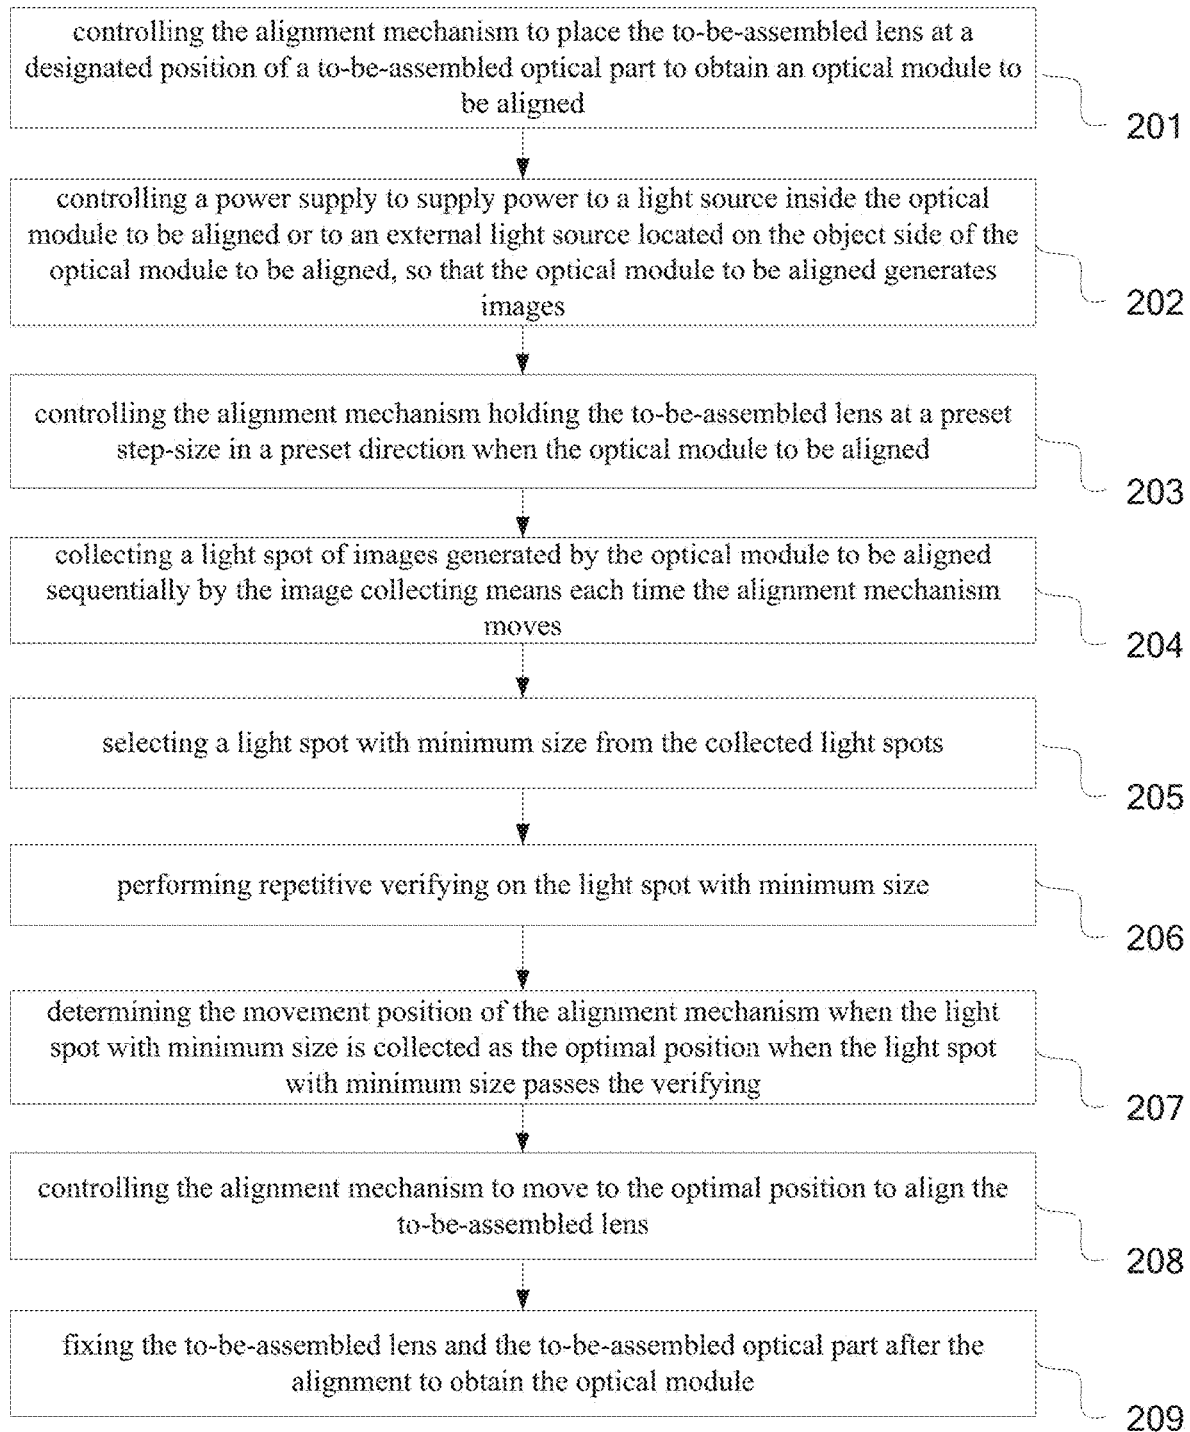 controlling the alignment mechanism to place the to-be-assembled lens at a
designated position of a to-be-assembled optical part to obtain an optical module to
be aligned
201
controlling a power supply to supply power to a light source inside the optical
module to be aligned or to an external light source located on the object side of the
optical module to be aligned, so that the optical module to be aligned generates
images
202
controlling the alignment mechanism holding the to-be-assembled lens at a preset
step-size in a preset direction when the optical module to be aligned
203
collecting a light spot of images generated by the optical module to be aligned
sequentially by the image collecting means each time the alignment mechanism
moves
204
selecting a light spot with minimum size from the collected light spots
205
performing repetitive verifying on the light spot with minimum size
206
determining the movement position of the alignment mechanism when the light
spot with minimum size is collected as the optimal position when the light spot
with minimum size passes the verifying
207
controlling the alignment mechanism to move to the optimal position to align the
to-be-assembled lens
208
fixing the to-be-assembled lens and the to-be-assembled optical part after the
alignment to obtain the optical module
209